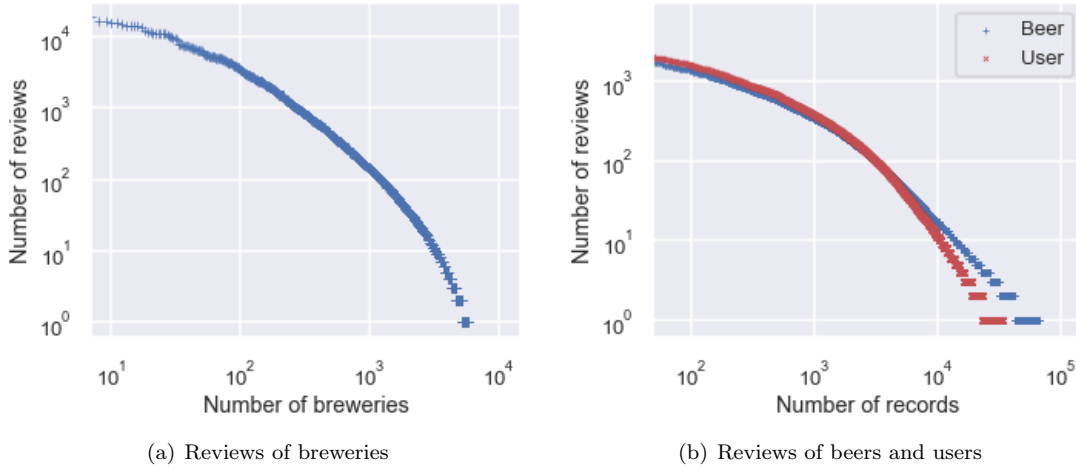 10^4
10^3
10^2
10^1
10^0
Number of reviews
10^1 10^2 10^3 10^4
Number of breweries
(a) Reviews of breweries
Beer
User
10^3
10^2
10^1
10^0
Number of reviews
10^2 10^3 10^4 10^5
Number of records
(b) Reviews of beers and users